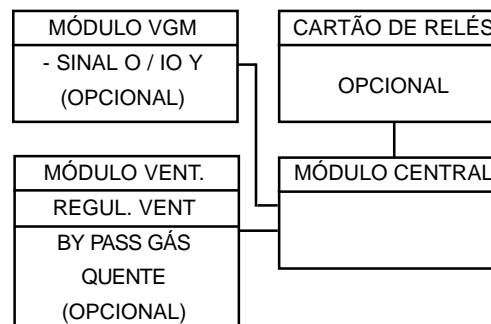 MÓDULO VGM
- SINAL O / IO Y
(OPCIONAL)
CARTÃO DE RELÉS
OPCIONAL
MÓDULO VENT.
REGUL. VENT
BY PASS GÁS
QUENTE
(OPCIONAL)
MÓDULO CENTRAL